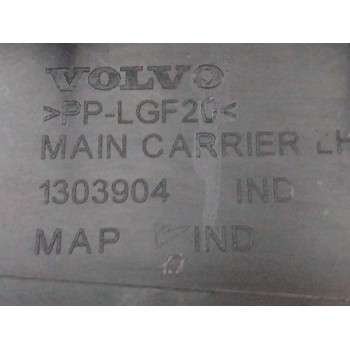 VOLVO
>PP-LGF20<
MAIN CARRIER LH
1303904 IND
MAP IND